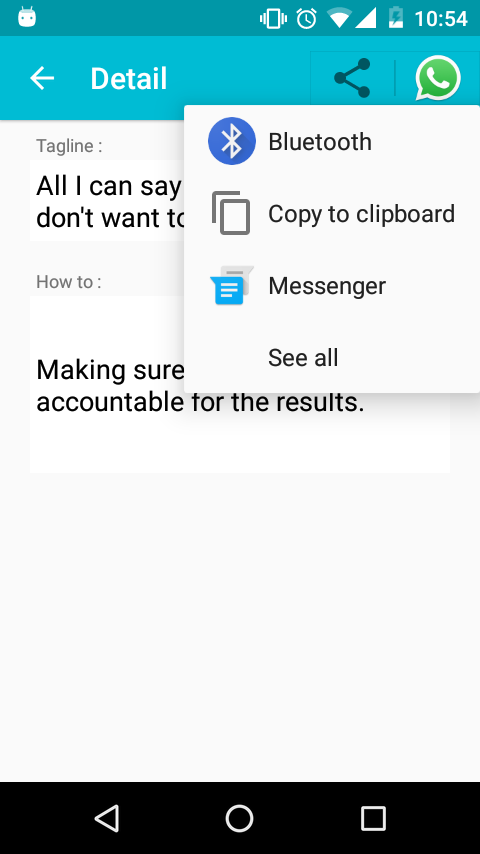 10:54
Detail
Bluetooth
Copy to clipboard
Messenger
See all
Tagline :
All I can say
don't want to
How to :
Making sure
accountable for the results.